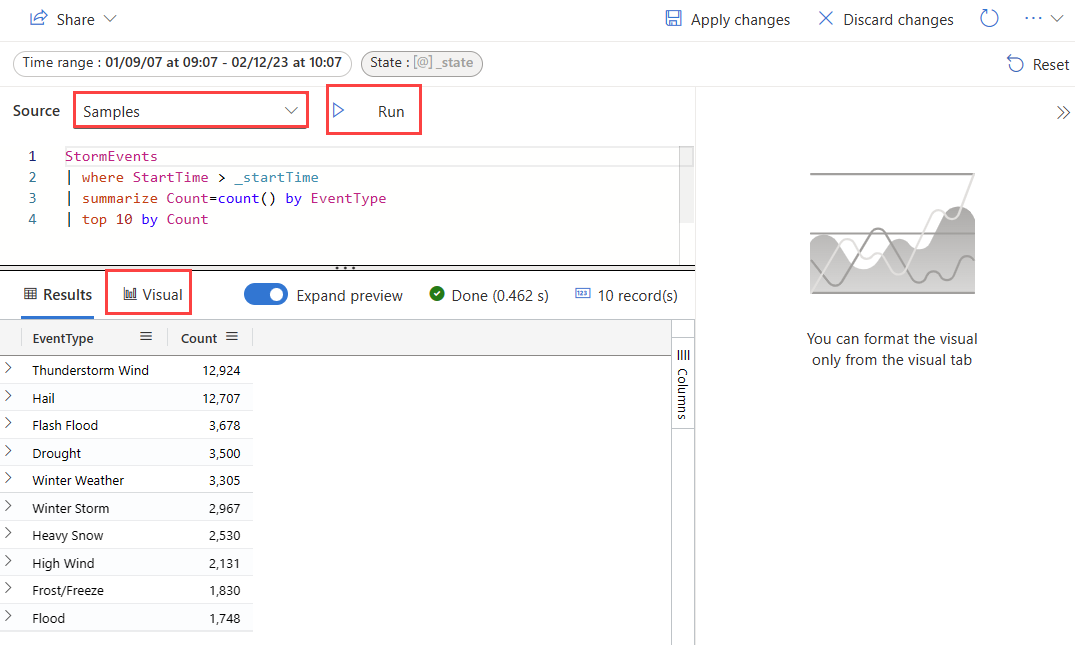 Share
Apply changes
Discard changes
Time range : 01/09/07 at 09:07 - 02/12/23 at 10:07
State : [@]_state
Reset
Source
Samples
Run
1 StormEvents
2 | where StartTime > _startTime
3 | summarize Count=count() by EventType
4 | top 10 by Count
Results
Visual
Expand preview
Done (0.462 s)
123
10 record(s)
EventType Count
Thunderstorm Wind 12,924
Hail 12,707
Flash Flood 3,678
Drought 3,500
Winter Weather 3,305
Winter Storm 2,967
Heavy Snow 2,530
High Wind 2,131
Frost/Freeze 1,830
Flood 1,748
Columns
You can format the visual
only from the visual tab